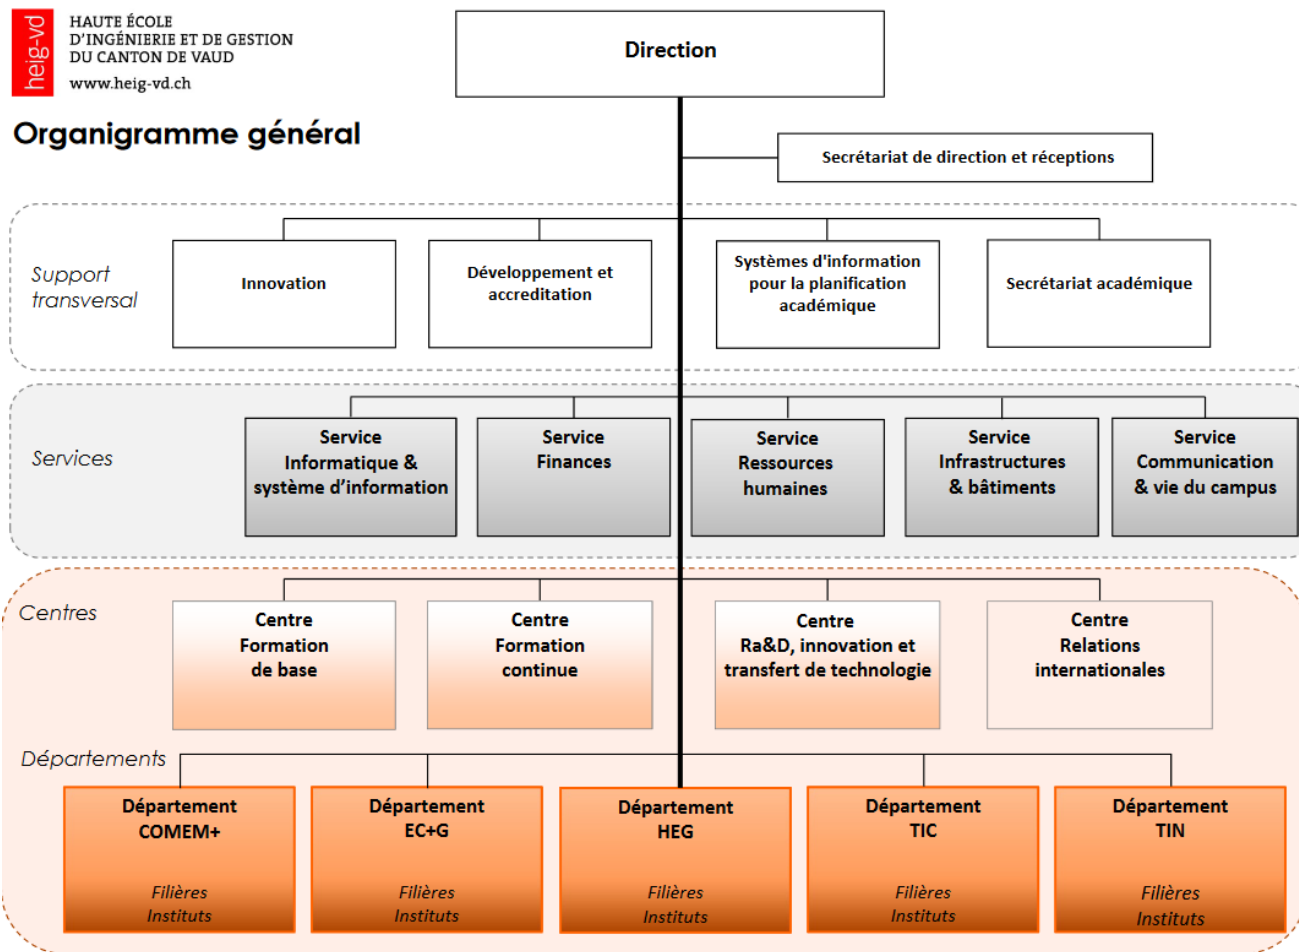 heig-vd
HAUTE ÉCOLE
D'INGÉNIERIE ET DE GESTION
DU CANTON DE VAUD
www.heig-vd.ch
Organigramme général
Direction
Secrétariat de direction et réceptions
Support
transversal
Innovation
Développement et
accreditation
Systèmes d'information
pour la planification
académique
Secrétariat académique
Services
Service
Informatique &
système d'information
Service
Finances
Service
Ressources
humaines
Service
Infrastructures
& bâtiments
Service
Communication
& vie du campus
Centres
Centre
Formation
de base
Centre
Formation
continue
Centre
Ra&D, innovation et
transfert de technologie
Centre
Relations
internationales
Départements
Département
COMEM+
Filières
Instituts
Département
EC+G
Filières
Instituts
Département
HEG
Filières
Instituts
Département
TIC
Filières
Instituts
Département
TIN
Filières
Instituts